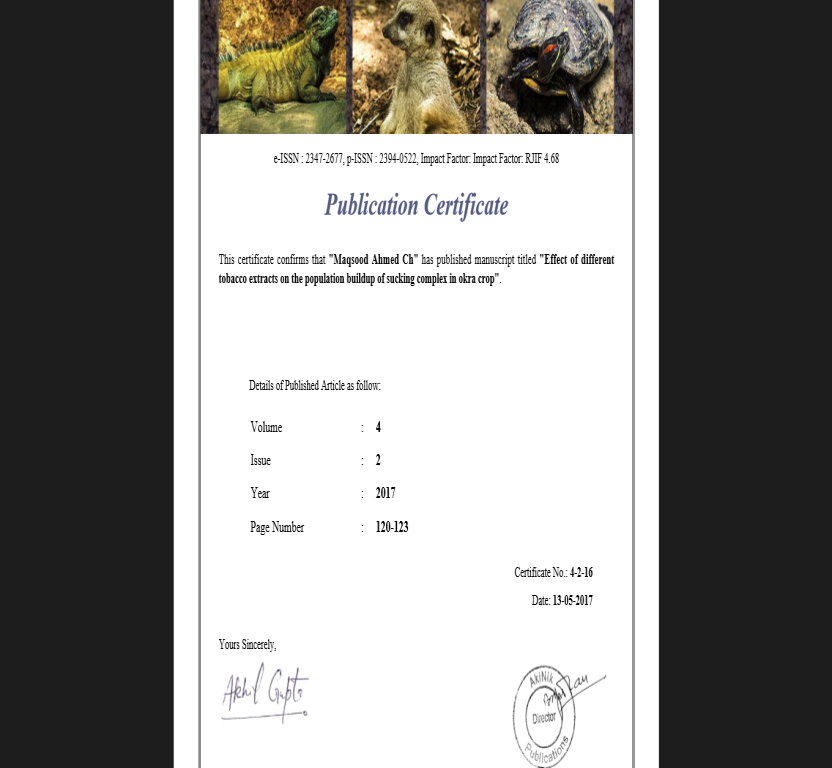 e-ISSN : 2347-2677, p-ISSN : 2394-0522, Impact Factor: Impact Factor: RJIF 4.68
Publication Certificate
This certificate confirms that "Maqsood Ahmed Ch" has published manuscript titled "Effect of different
tobacco extracts on the population buildup of sucking complex in okra crop".
Details of Published Article as follow:
Volume : 4
Issue : 2
Year : 2017
Page Number : 120-123
Certificate No.: 4-2-16
Date: 13-05-2017
Yours Sincerely,
Akhil Gupta
AkiNik
Director
Publications